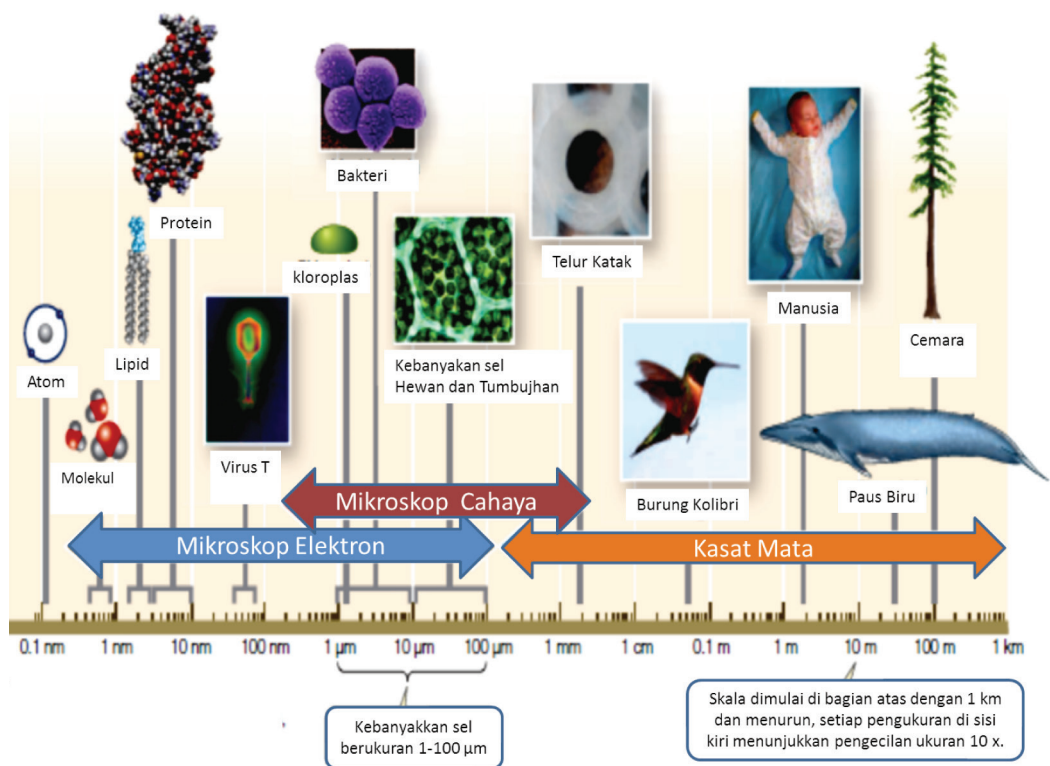 Protein
Bakteri
kloroplas
Telur Katak
Manusia
Cemara
Atom
Lipid
Kebanyakan sel
Hewan dan Tumbujhan
Molekul
Virus T
Burung Kolibri
Paus Biru
Mikroskop Cahaya
Mikroskop Elektron
Kasat Mata
0.1 nm
1 nm
10 nm
100 nm
1 µm
10 µm
100 µm
1 mm
1 cm
0.1 m
1 m
10 m
100 m
1 km
Kebanyakkan sel
berukuran 1-100 µm
Skala dimulai di bagian atas dengan 1 km
dan menurun, setiap pengukuran di sisi
kiri menunjukkan pengecilan ukuran 10 x.